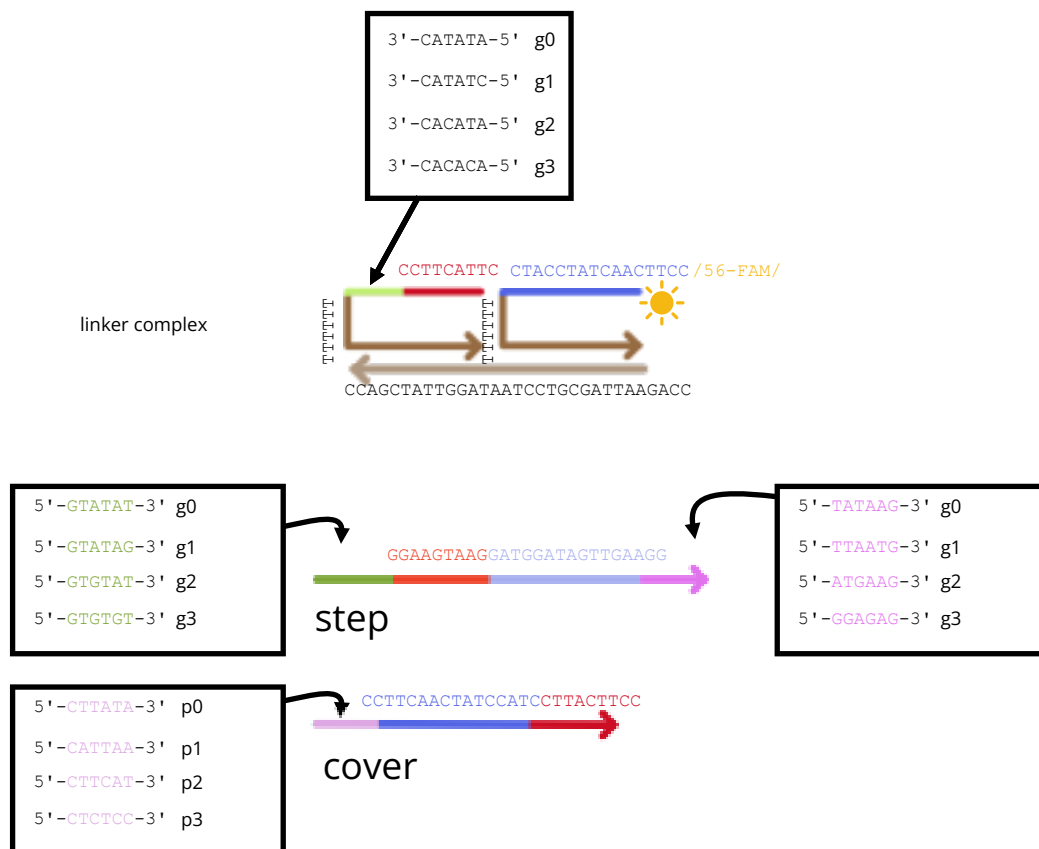 3'-CATATA-5' g0
3'-CATATC-5' g1
3'-CACATA-5' g2
3'-CACACA-5' g3
CCTTCATTC CTACCTATCAACTTCC /56-FAM/
linker complex
CCAGCTATTGGATAATCCTGCGATTAAGACC
5'-GTATAT-3' g0
5'-GTATAG-3' g1
5'-GTGTAT-3' g2
5'-GTGTGT-3' g3
GGAAGTAAGGATGGATAGTTGAAGG
step
5'-TATAAG-3' g0
5'-TTAATG-3' g1
5'-ATGAAG-3' g2
5'-GGAGAG-3' g3
5'-CTTATA-3' p0
5'-CATTAA-3' p1
5'-CTTCAT-3' p2
5'-CTCTCC-3' p3
CCTTCAACTATCCATCCTTACTTCC
cover